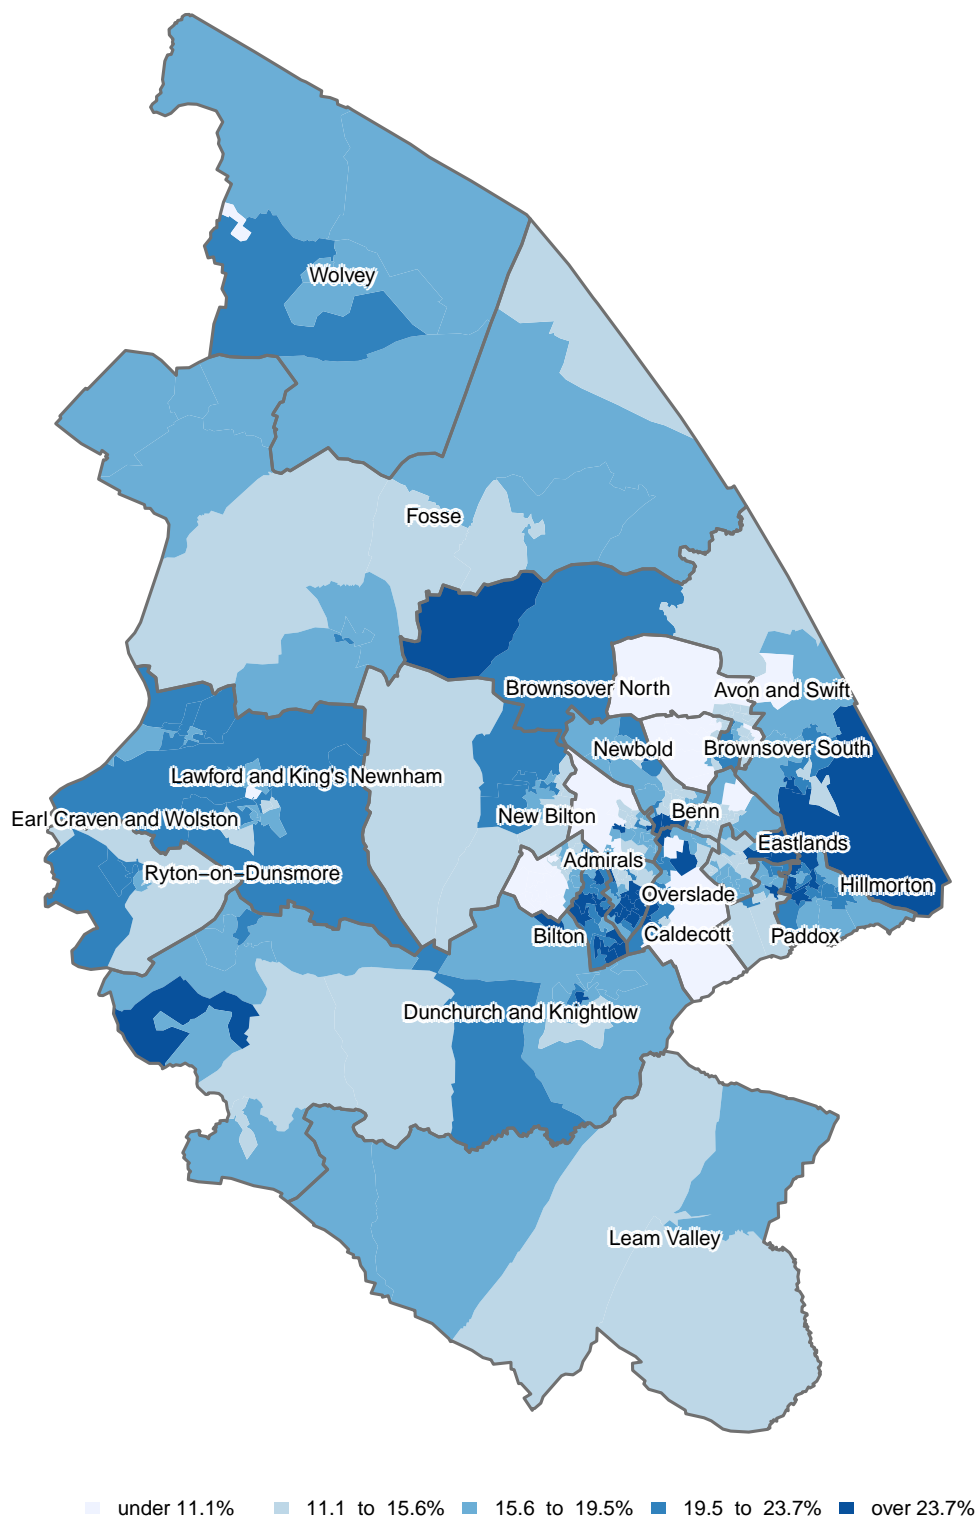 Wolvey
Fosse
Brownsover North
Avon and Swift
Newbold
Brownsover South
Lawford and King's Newnham
Earl Craven and Wolston
New Bilton
Benn
Eastlands
Admirals
Ryton−on−Dunsmore
Overslade
Hillmorton
Bilton
Caldecott
Paddox
Dunchurch and Knightlow
Leam Valley
under 11.1%
11.1 to 15.6%
15.6 to 19.5%
19.5 to 23.7%
over 23.7%